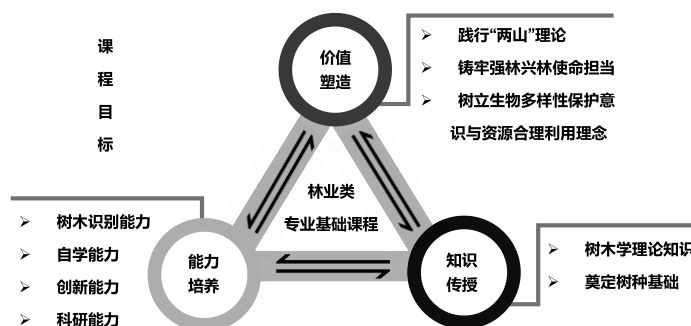 课
程
目
标
价值
塑造
践行“两山”理论
铸牢强林兴林使命担当
树立生物多样性保护意
识与资源合理利用理念
林业类
专业基础课程
能力
培养
树木识别能力
自学能力
创新能力
科研能力
知识
传授
树木学理论知识
奠定树种基础